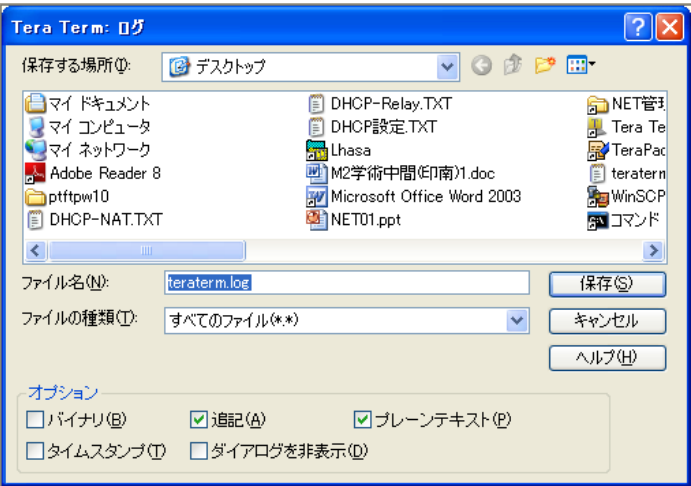 Tera Term: ログ
保存する場所(I): デスクトップ
マイ ドキュメント
マイ コンピュータ
マイ ネットワーク
Adobe Reader 8
ptftpw10
DHCP-NAT.TXT
DHCP-Relay.TXT
DHCP設定.TXT
Lhasa
M2学術中間(印南)1.doc
Microsoft Office Word 2003
NET01.ppt
NET管理
Tera Te
TeraPad
teraterm
WinSCP
コマンド
ファイル名(N): teraterm.log 保存(S)
ファイルの種類(T): すべてのファイル(*.*) キャンセル
ヘルプ(H)
オプション
バイナリ(B) 追記(A) プレーンテキスト(P)
タイムスタンプ(T) ダイアログを非表示(D)